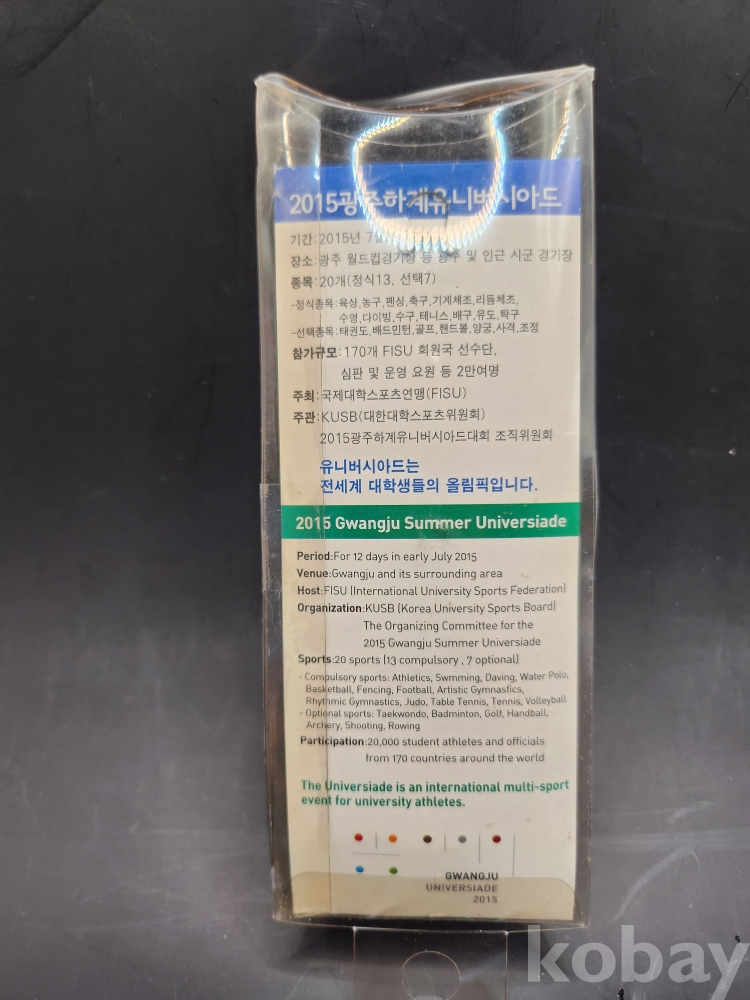 2015광주하계유니버시아드
기간:2015년 7월
장소:광주 월드컵경기장 등 광주 및 인근 시군 경기장
종목:20개(정식13, 선택7)
-정식종목:육상,농구,펜싱,축구,기계체조,리듬체조,
수영,다이빙,수구,테니스,배구,유도,탁구
-선택종목:태권도,배드민턴,골프,핸드볼,양궁,사격,조정
참가규모:170개 FISU 회원국 선수단,
심판 및 운영 요원 등 2만여명
주최:국제대학스포츠연맹(FISU)
주관:KUSB(대한대학스포츠위원회)
2015광주하계유니버시아드대회 조직위원회
유니버시아드는
전세계 대학생들의 올림픽입니다.
2015 Gwangju Summer Universiade
Period:For 12 days in early July 2015
Venue:Gwangju and its surrounding area
Host:FISU (International University Sports Federation)
Organization:KUSB (Korea University Sports Board)
The Organizing Committee for the
2015 Gwangju Summer Universiade
Sports:20 sports (13 compulsory , 7 optional)
- Compulsory sports: Athletics, Swmming, Daving, Water Polo,
Basketball, Fencing, Football, Artistic Gymnastics,
Rhythmic Gymnastics, Judo, Table Tennis, Tennis, Volleyball
- Optional sports: Taekwondo, Badminton, Golf, Handball,
Archery, Shooting, Rowing
Participation:20,000 student athletes and officials
from 170 countries around the world
The Universiade is an international multi-sport
event for university athletes.
GWANGJU
UNIVERSIADE
2015
kobay